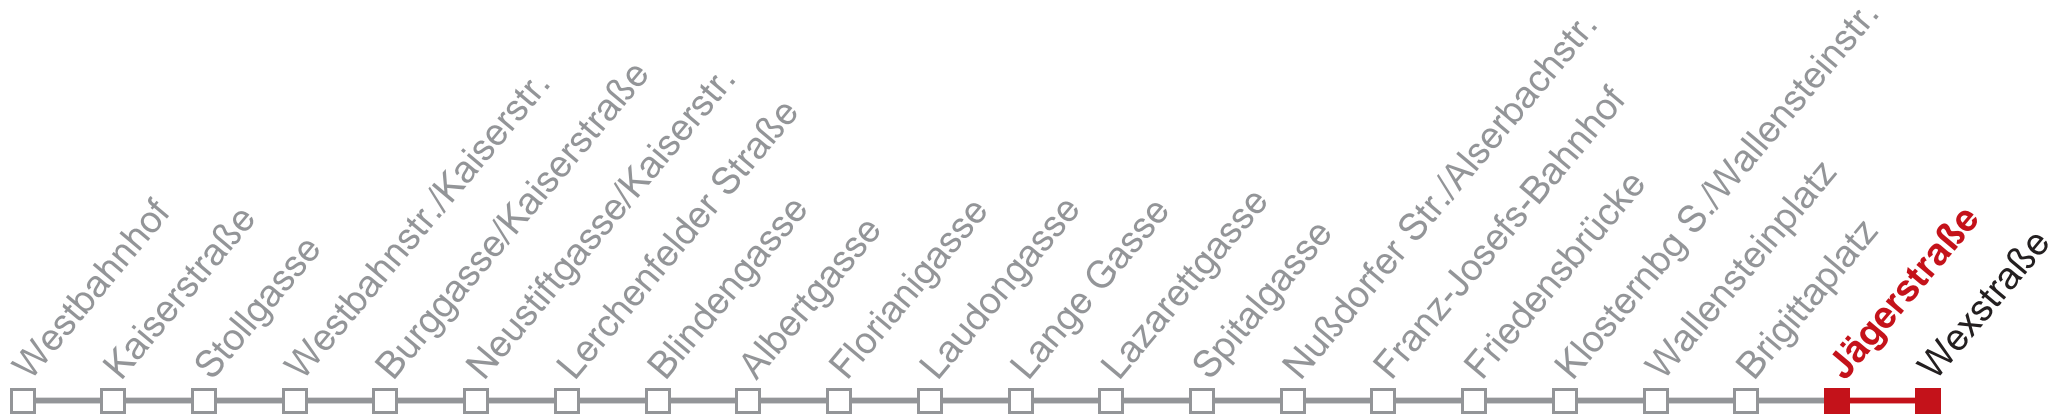 Westbahnhof
Kaiserstraße
Stollgasse
Westbahnstr./Kaiserstr.
Burggasse/Kaiserstraße
Neustiftgasse/Kaiserstr.
Lerchenfelder Straße
Blindengasse
Albertgasse
Florianigasse
Laudongasse
Lange Gasse
Lazarettgasse
Spitalgasse
Nußdorfer Str./Alserbachstr.
Franz-Josefs-Bahnhof
Friedensbrücke
Klosternbg S./Wallensteinstr.
Wallensteinplatz
Brigittaplatz
Jägerstraße
Wexstraße